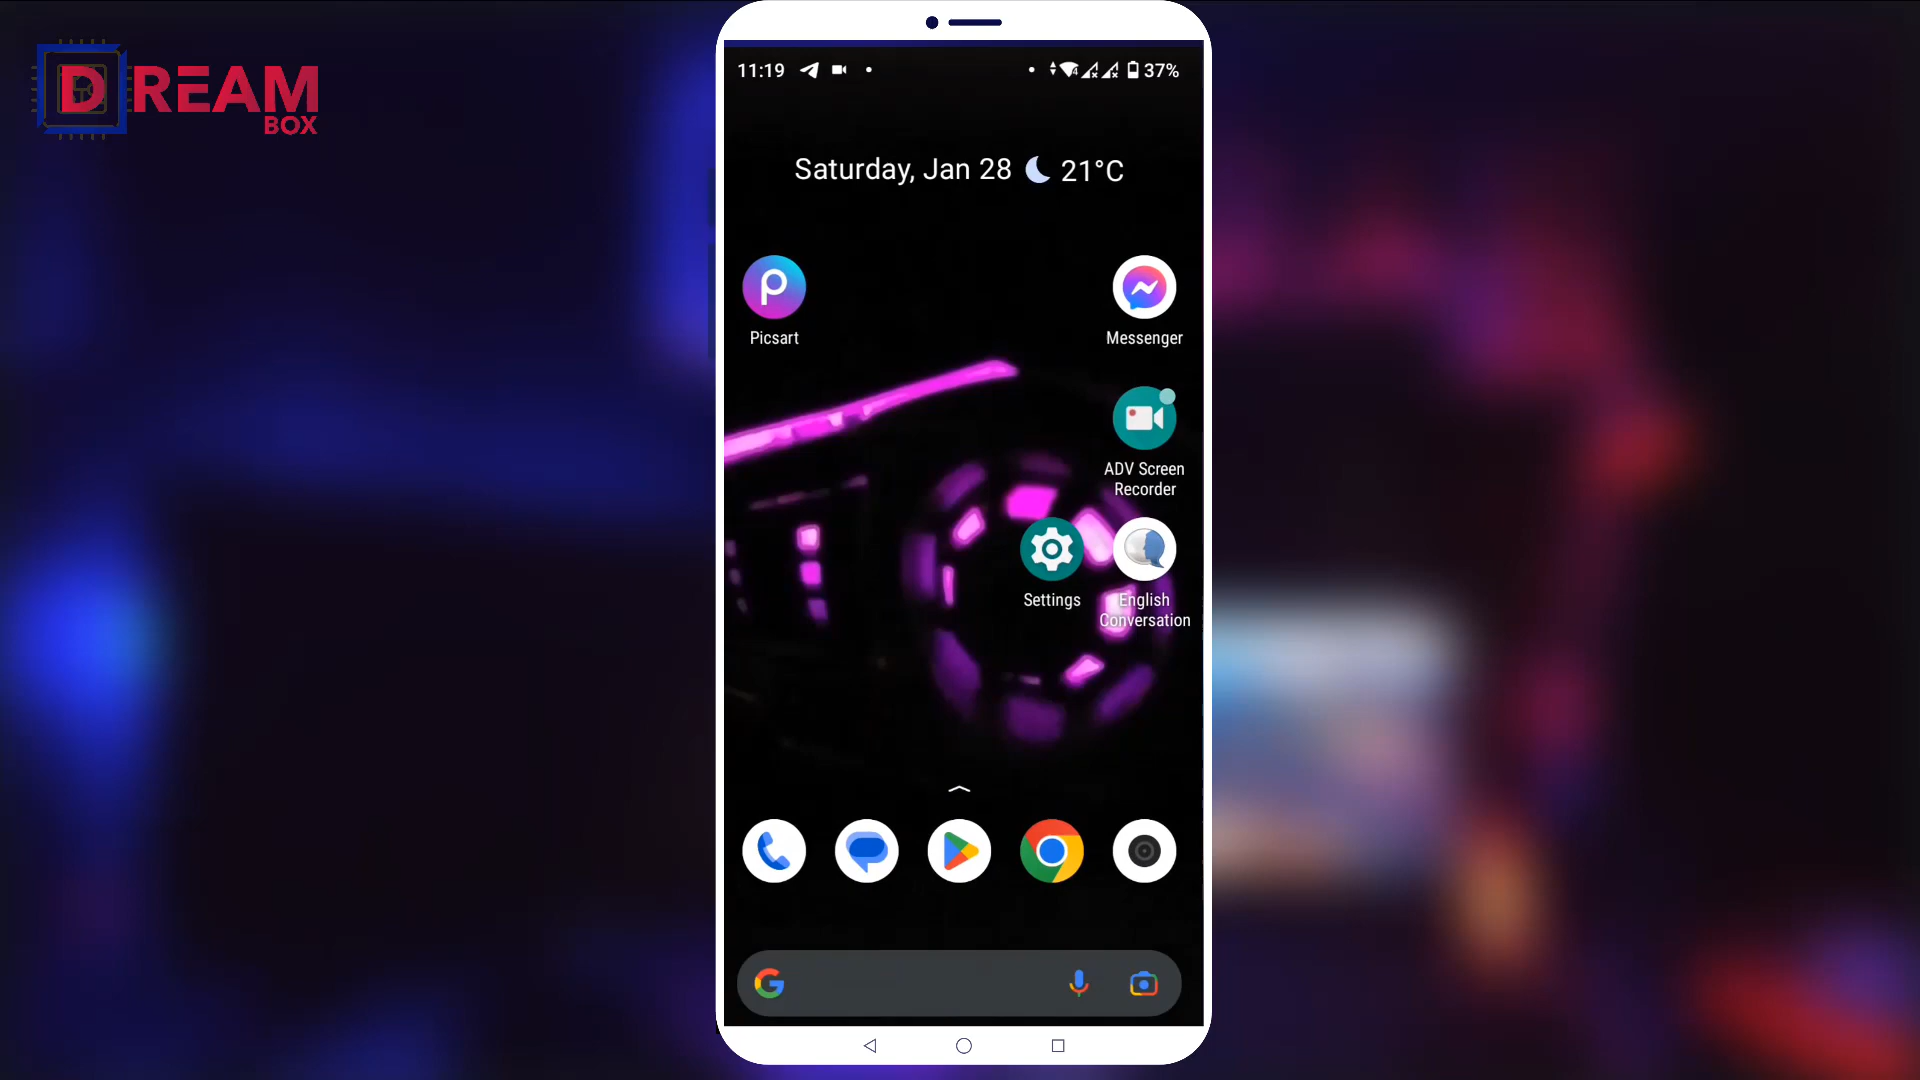 DREAM
BOX
11:19
37%
Saturday, Jan 28 21°C
Picsart
Messenger
ADV Screen
Recorder
Settings
English
Conversation